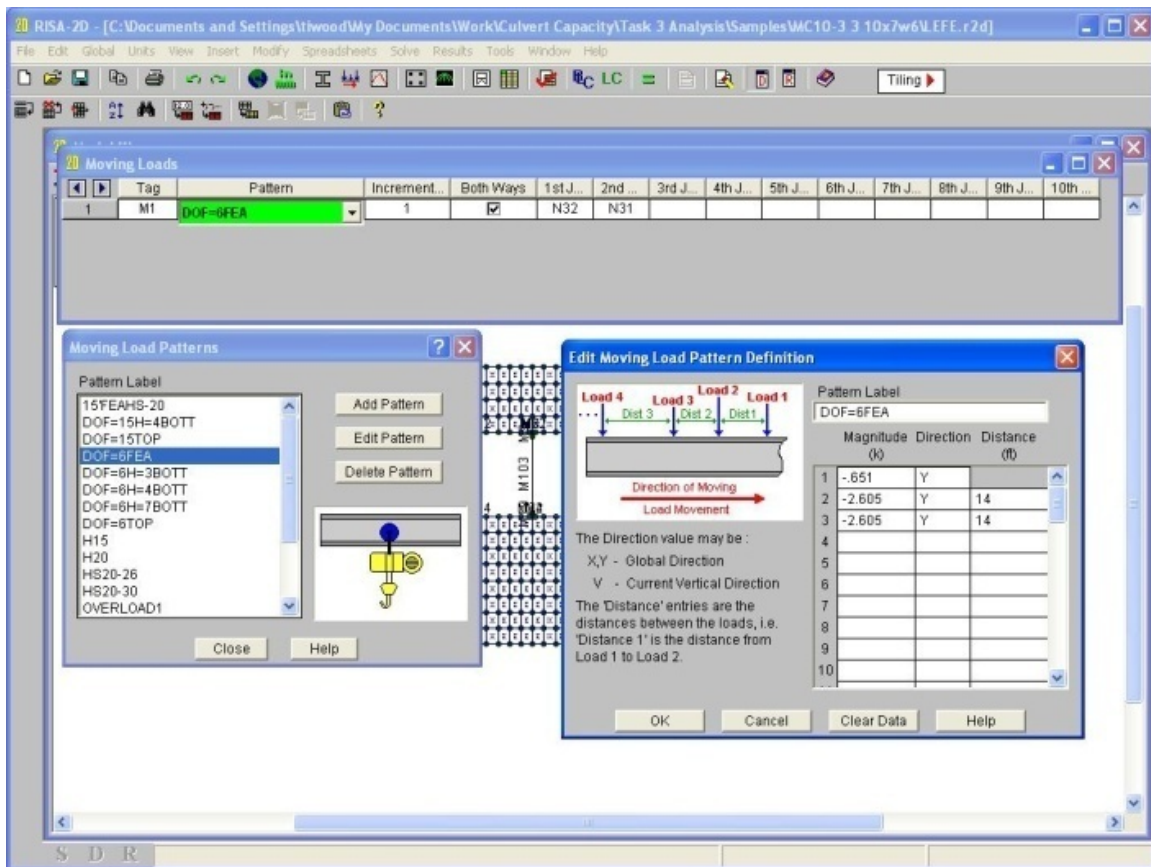 RISA-2D - [C:\Documents and Settings\tiwood\My Documents\Work\Culvert Capacity\Task 3 Analysis\Samples\MC10-3 3 10x7w6\LEFE.r2d]
File Edit Global Units View Insert Modify Spreadsheets Solve Results Tools Window Help
LC
D R
Tiling
2D Moving Loads
Tag Pattern Increment... Both Ways 1st J... 2nd ... 3rd J... 4th J... 5th J... 6th J... 7th J... 8th J... 9th J... 10th ...
1 M1 DOF=6FEA 1 N32 N31
Moving Load Patterns
Pattern Label
15'FEAHS-20
DOF=15H=4BOTT
DOF=15TOP
DOF=6FEA
DOF=6H=3BOTT
DOF=6H=4BOTT
DOF=6H=7BOTT
DOF=6TOP
H15
H20
HS20-26
HS20-30
OVERLOAD1
Add Pattern
Edit Pattern
Delete Pattern
Close Help
M103
Edit Moving Load Pattern Definition
Load 4 Load 3 Load 2 Load 1
... Dist 3 Dist 2 Dist1
Direction of Moving
Load Movement
The Direction value may be :
X,Y - Global Direction
V - Current Vertical Direction
The 'Distance' entries are the
distances between the loads, i.e.
'Distance 1' is the distance from
Load 1 to Load 2.
Pattern Label
DOF=6FEA
Magnitude Direction Distance
(k) (ft)
1 -.651 Y
2 -2.605 Y 14
3 -2.605 Y 14
4
5
6
7
8
9
10
OK Cancel Clear Data Help
S D R